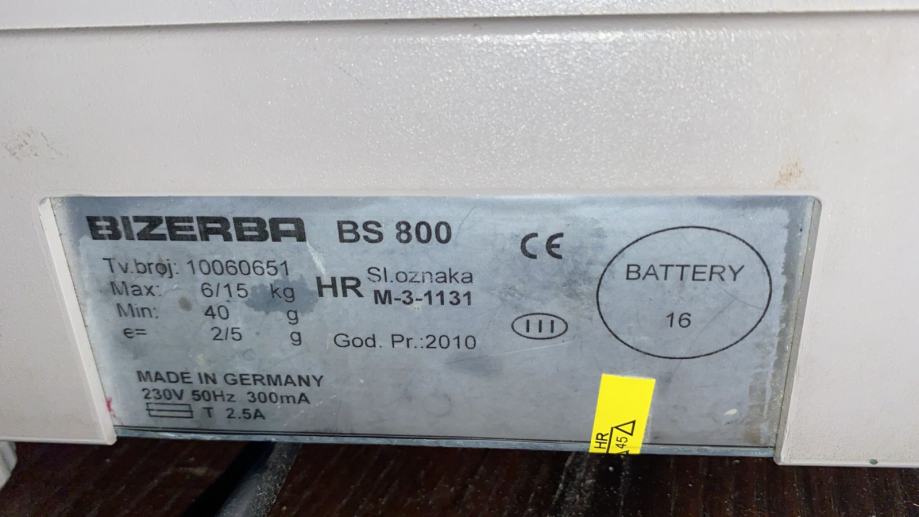 BIZERBA BS 800
CE
Tv.broj: 10060651
Max: 6/15 kg
Min: 40 g
e= 2/5 g
HR Sl.oznaka
M-3-1131
God. Pr.:2010
III
MADE IN GERMANY
230V 50Hz 300mA
T 2.5A
BATTERY
16
HR
45